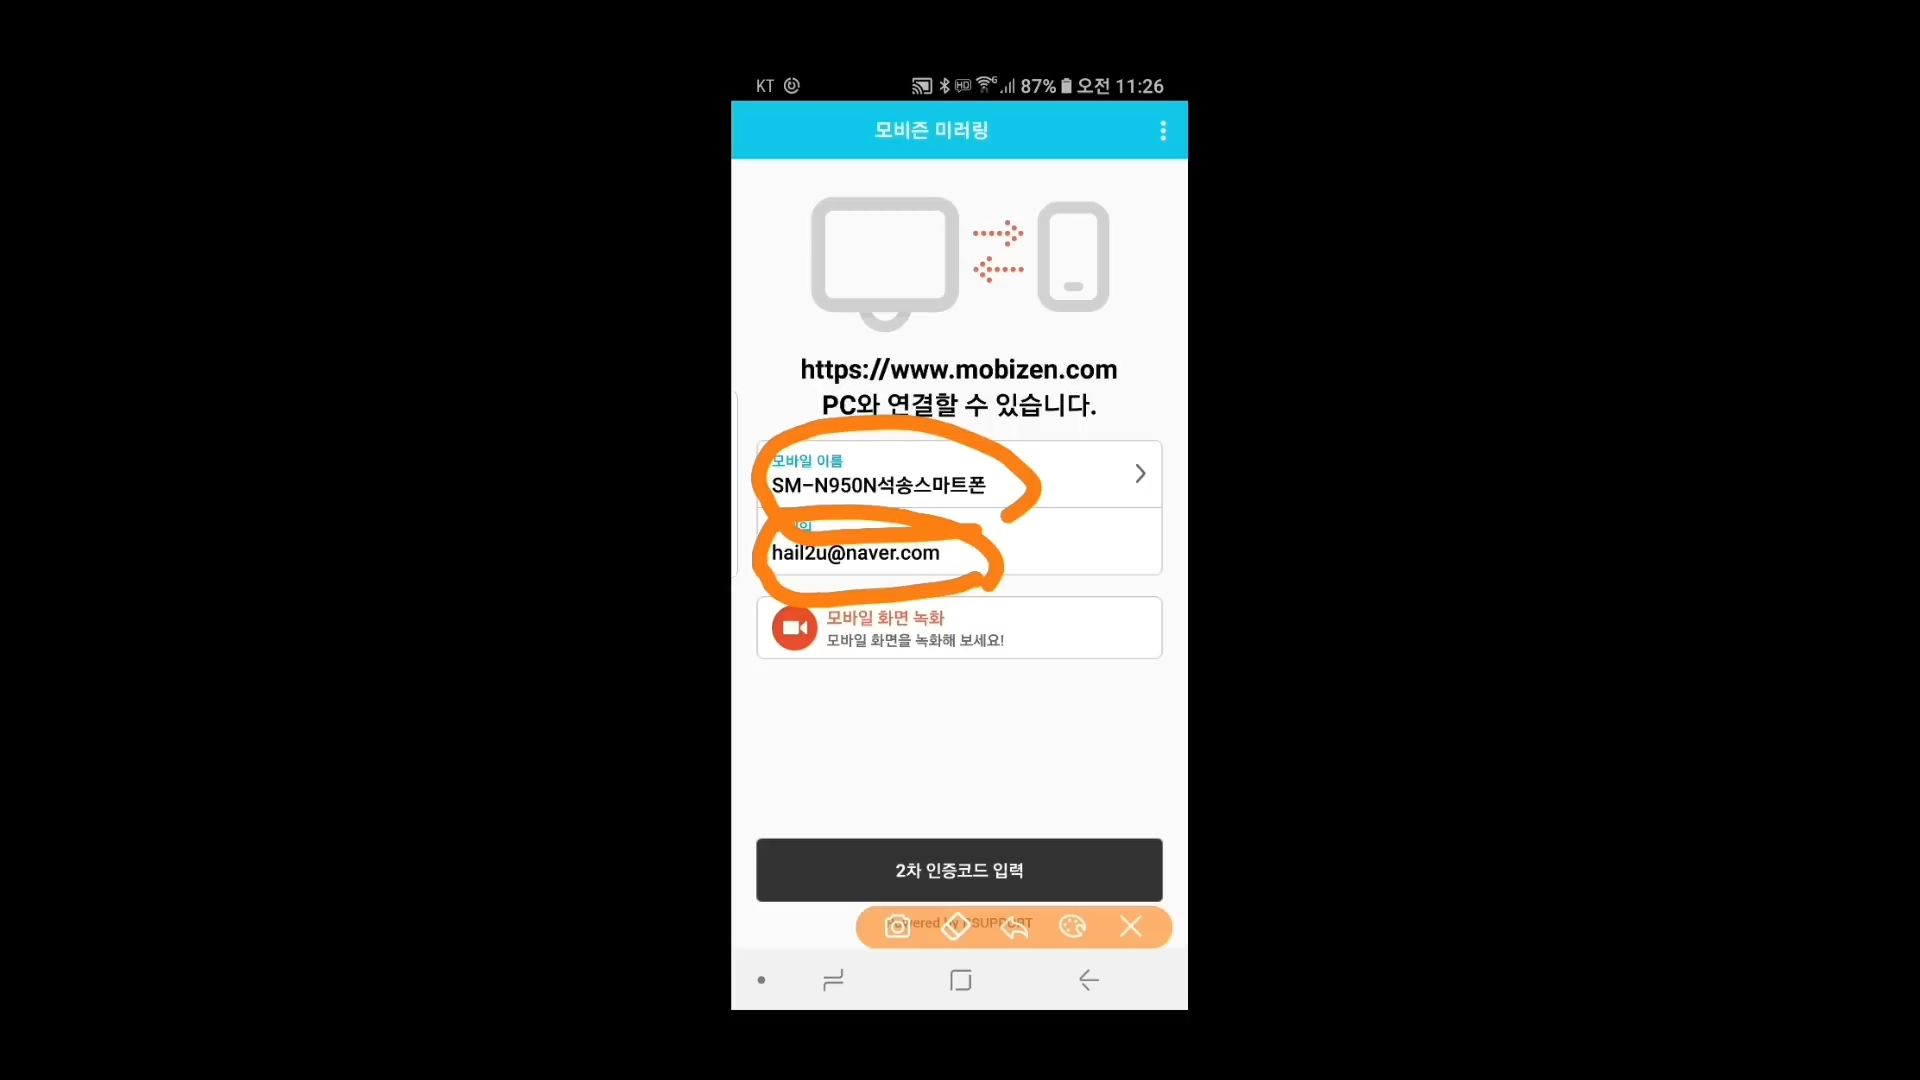 KT 87% 오전 11:26
모비즌 미러링
https://www.mobizen.com
PC와 연결할 수 있습니다.
모바일 이름
SM-N950N석송스마트폰
hail2u@naver.com
모바일 화면 녹화
모바일 화면을 녹화해 보세요!
2차 인증코드 입력
Powered by RSUPPORT